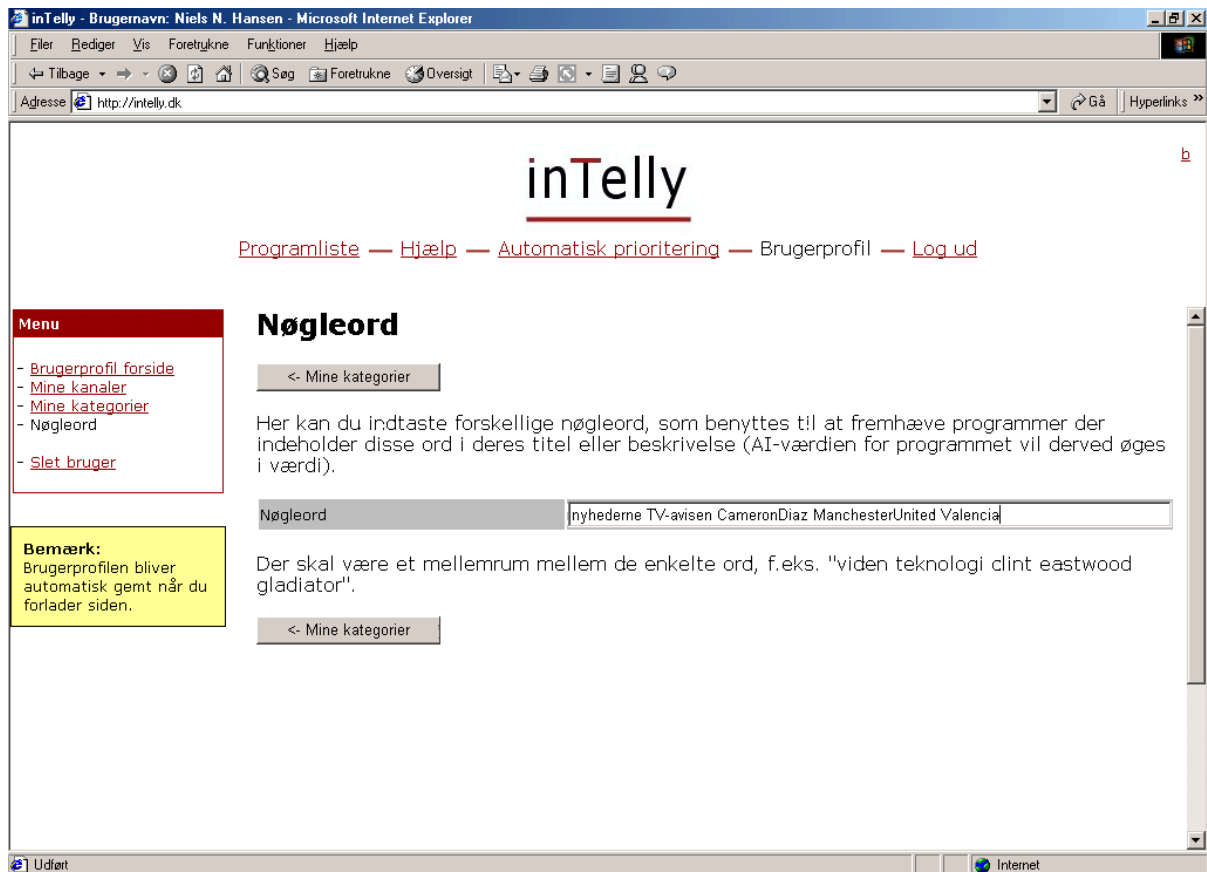 inTelly - Brugernavn: Niels N. Hansen - Microsoft Internet Explorer
Filer Rediger Vis Foretrukne Funktioner Hjælp
Tilbage Søg Foretrukne Oversigt
Adresse http://intelly.dk Gå Hyperlinks »
b
inTelly
Programliste — Hjælp — Automatisk prioritering — Brugerprofil — Log ud
Menu
- Brugerprofil forside
- Mine kanaler
- Mine kategorier
- Nøgleord
- Slet bruger
Bemærk:
Brugerprofilen bliver
automatisk gemt når du
forlader siden.
Nøgleord
<- Mine kategorier
Her kan du indtaste forskellige nøgleord, som benyttes til at fremhæve programmer der
indeholder disse ord i deres titel eller beskrivelse (AI-værdien for programmet vil derved øges
i værdi).
Nøgleord nyhederne TV-avisen CameronDiaz ManchesterUnited Valencia
Der skal være et mellemrum mellem de enkelte ord, f.eks. "viden teknologi clint eastwood
gladiator".
<- Mine kategorier
Udført Internet